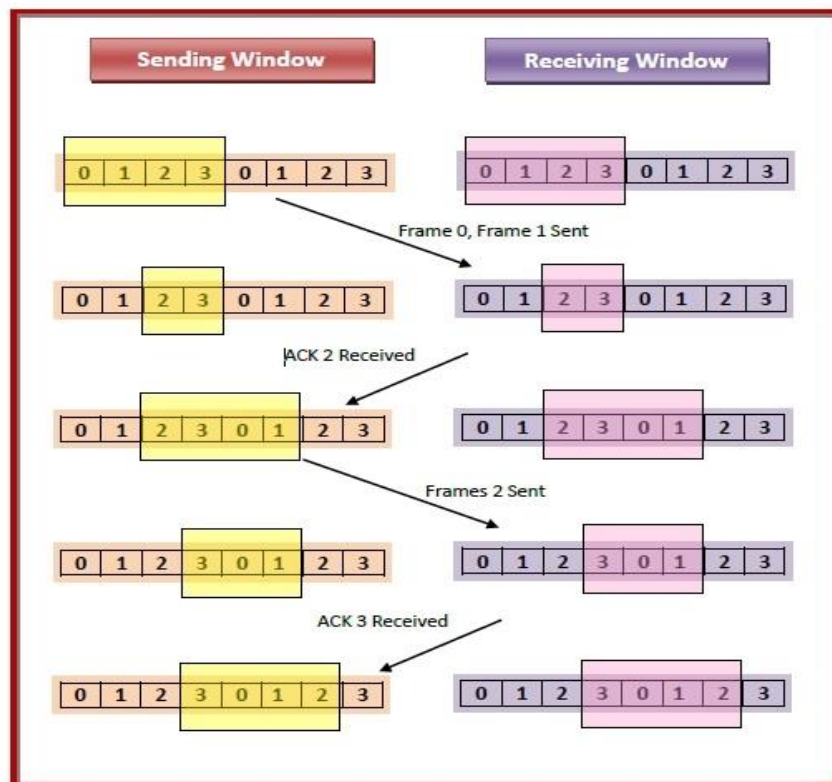 Sending Window
Receiving Window
0 1 2 3 0 1 2 3
0 1 2 3 0 1 2 3
Frame 0, Frame 1 Sent
0 1 2 3 0 1 2 3
0 1 2 3 0 1 2 3
ACK 2 Received
0 1 2 3 0 1 2 3
0 1 2 3 0 1 2 3
Frames 2 Sent
0 1 2 3 0 1 2 3
0 1 2 3 0 1 2 3
ACK 3 Received
0 1 2 3 0 1 2 3
0 1 2 3 0 1 2 3